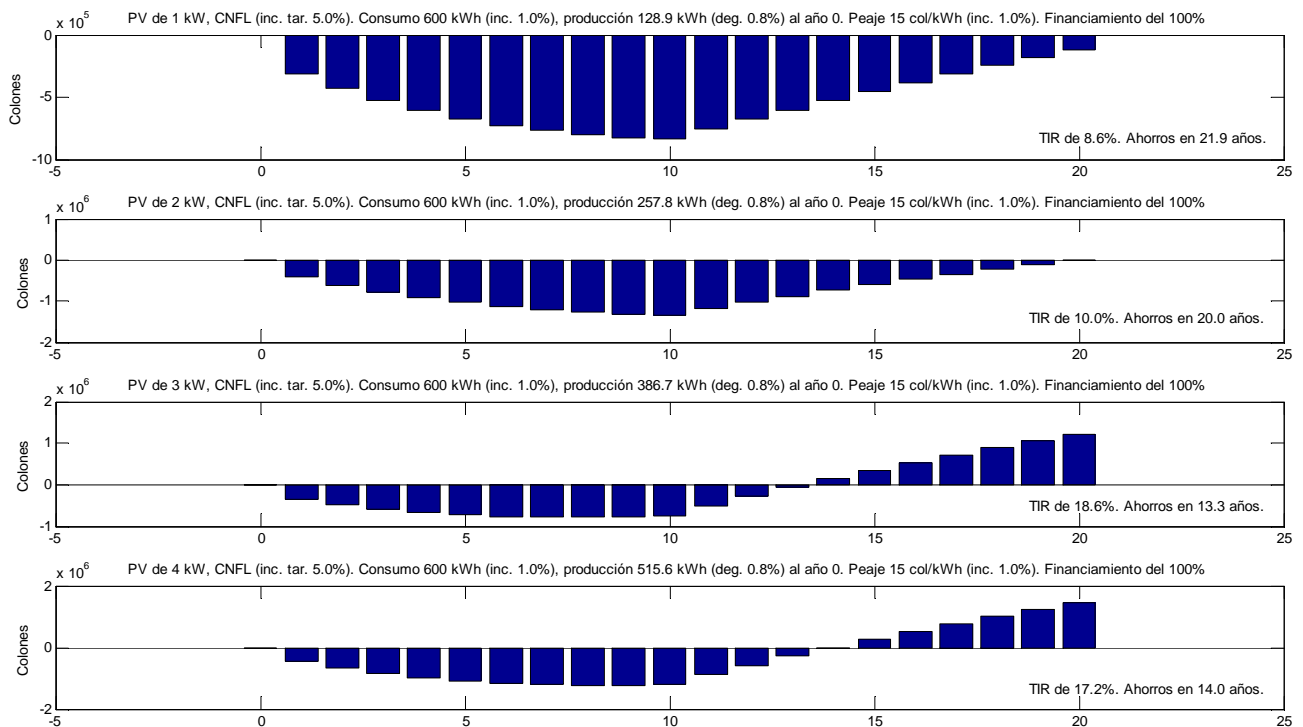 PV de 1 kW, CNFL (inc. tar. 5.0%). Consumo 600 kWh (inc. 1.0%), producción 128.9 kWh (deg. 0.8%) al año 0. Peaje 15 col/kWh (inc. 1.0%). Financiamiento del 100%
x 10^5
0
-5
-10
Colones
TIR de 8.6%. Ahorros en 21.9 años.
-5 0 5 10 15 20 25
PV de 2 kW, CNFL (inc. tar. 5.0%). Consumo 600 kWh (inc. 1.0%), producción 257.8 kWh (deg. 0.8%) al año 0. Peaje 15 col/kWh (inc. 1.0%). Financiamiento del 100%
x 10^6
1
0
-1
-2
Colones
TIR de 10.0%. Ahorros en 20.0 años.
-5 0 5 10 15 20 25
PV de 3 kW, CNFL (inc. tar. 5.0%). Consumo 600 kWh (inc. 1.0%), producción 386.7 kWh (deg. 0.8%) al año 0. Peaje 15 col/kWh (inc. 1.0%). Financiamiento del 100%
x 10^6
2
1
0
-1
Colones
TIR de 18.6%. Ahorros en 13.3 años.
-5 0 5 10 15 20 25
PV de 4 kW, CNFL (inc. tar. 5.0%). Consumo 600 kWh (inc. 1.0%), producción 515.6 kWh (deg. 0.8%) al año 0. Peaje 15 col/kWh (inc. 1.0%). Financiamiento del 100%
x 10^6
2
0
-2
Colones
TIR de 17.2%. Ahorros en 14.0 años.
-5 0 5 10 15 20 25